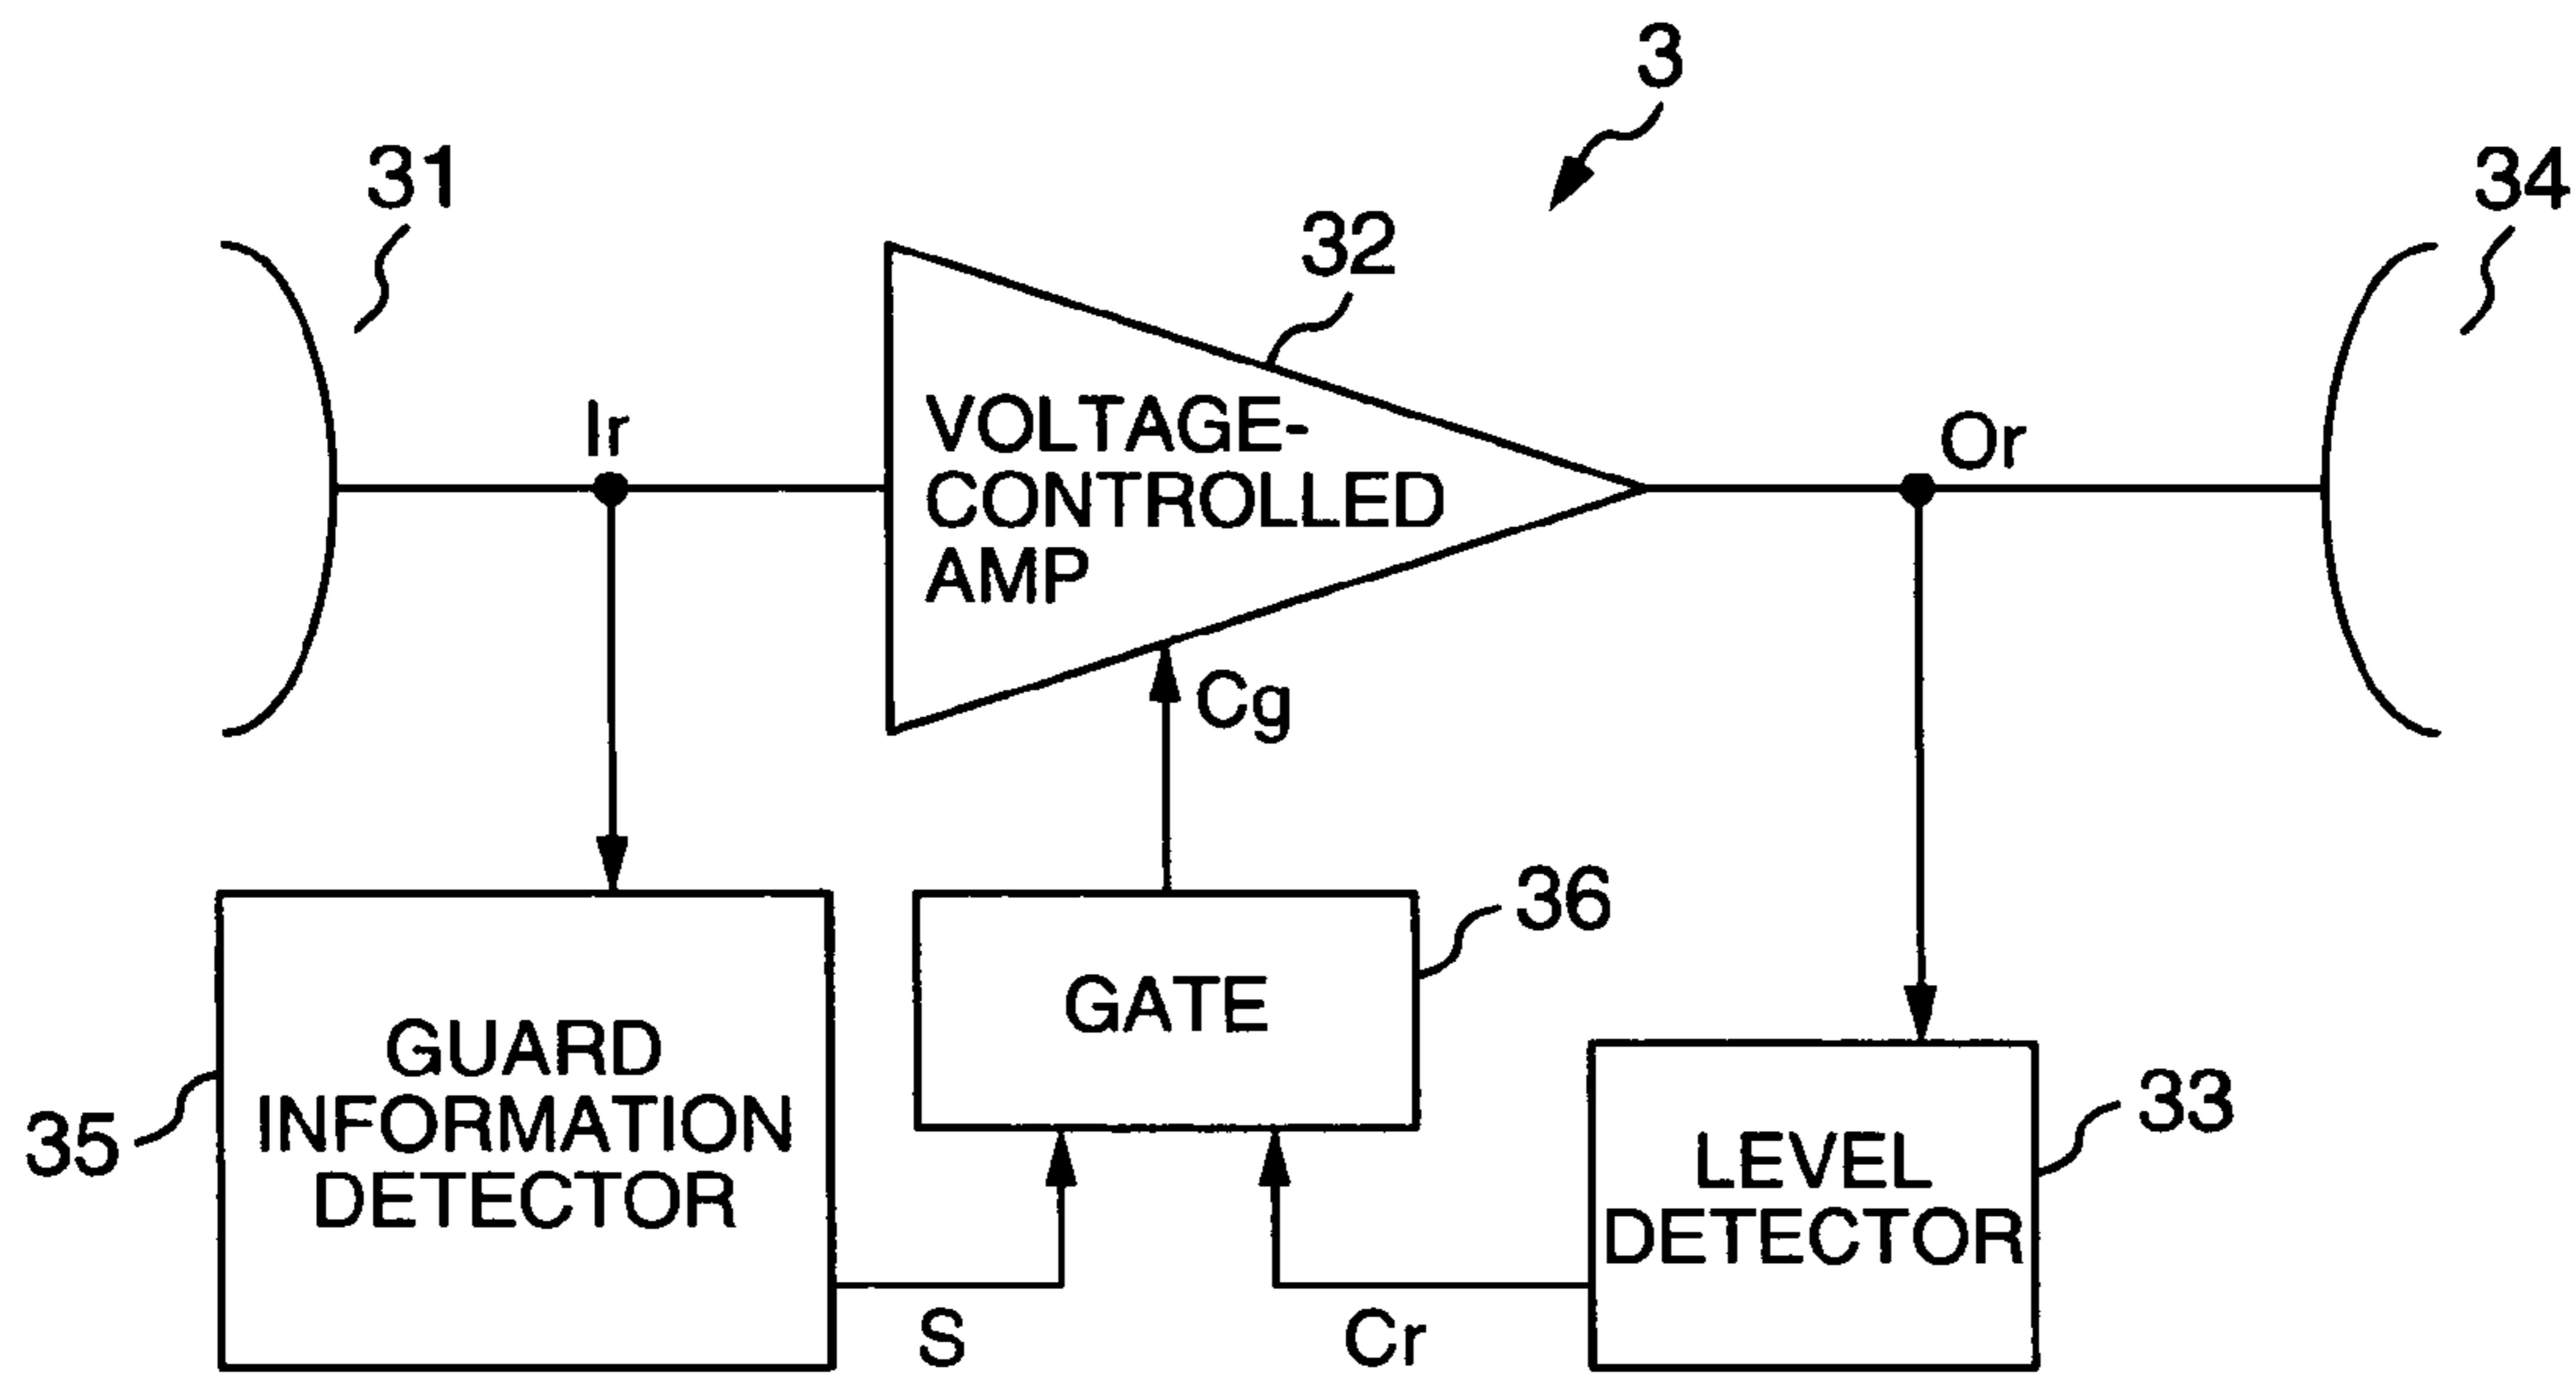 3
31
34
32
Ir
VOLTAGE-
CONTROLLED
AMP
Or
Cg
36
GATE
GUARD
INFORMATION
DETECTOR
35
33
LEVEL
DETECTOR
S
Cr